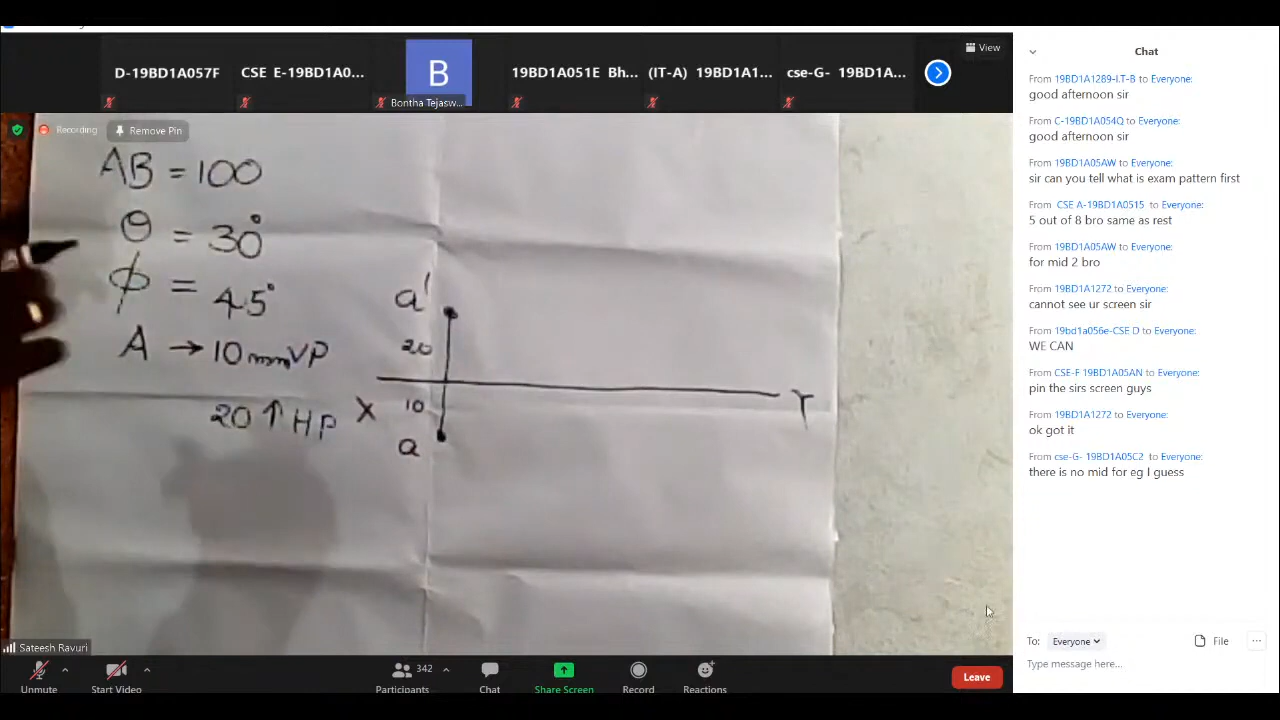 View
D-19BD1A057F
CSE E-19BD1A0...
B
Bontha Tejasw...
19BD1A051E Bh...
(IT-A) 19BD1A1...
cse-G- 19BD1A...
Recording
Remove Pin
AB = 100
θ = 30°
ϕ = 45°
A → 10mmVP
20 ↑ HP
a'
20
X
Y
10
a
Sateesh Ravuri
Unmute
Start Video
Participants
342
Chat
Share Screen
Record
Reactions
Leave
Chat
From 19BD1A1289-I.T-B to Everyone:
good afternoon sir
From C-19BD1A054Q to Everyone:
good afternoon sir
From 19BD1A05AW to Everyone:
sir can you tell what is exam pattern first
From CSE A-19BD1A0515 to Everyone:
5 out of 8 bro same as rest
From 19BD1A05AW to Everyone:
for mid 2 bro
From 19BD1A1272 to Everyone:
cannot see ur screen sir
From 19bd1a056e-CSE D to Everyone:
WE CAN
From CSE-F 19BD1A05AN to Everyone:
pin the sirs screen guys
From 19BD1A1272 to Everyone:
ok got it
From cse-G- 19BD1A05C2 to Everyone:
there is no mid for eg I guess
To: Everyone
File
...
Type message here...